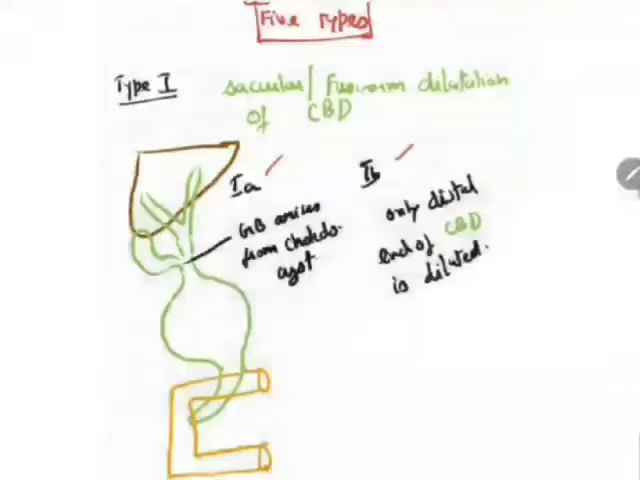 Five Types
Type I
saccular/ Fusiform dilatation
of CBD
Ia
GB arises
from choledo-
cyst.
Ib
only distal
end of CBD
is dilated.